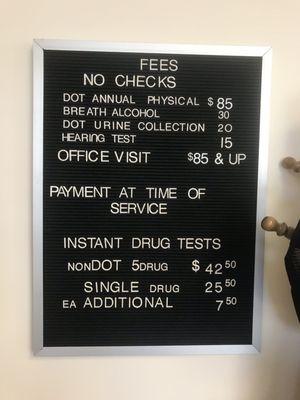 FEES
NO CHECKS
DOT ANNUAL PHYSICAL $ 85
BREATH ALCOHOL 30
DOT URINE COLLECTION 20
HEARING TEST 15
OFFICE VISIT $85 & UP
PAYMENT AT TIME OF
SERVICE
INSTANT DRUG TESTS
NONDOT 5DRUG $ 42 50
SINGLE DRUG 25 50
EA ADDITIONAL 7 50